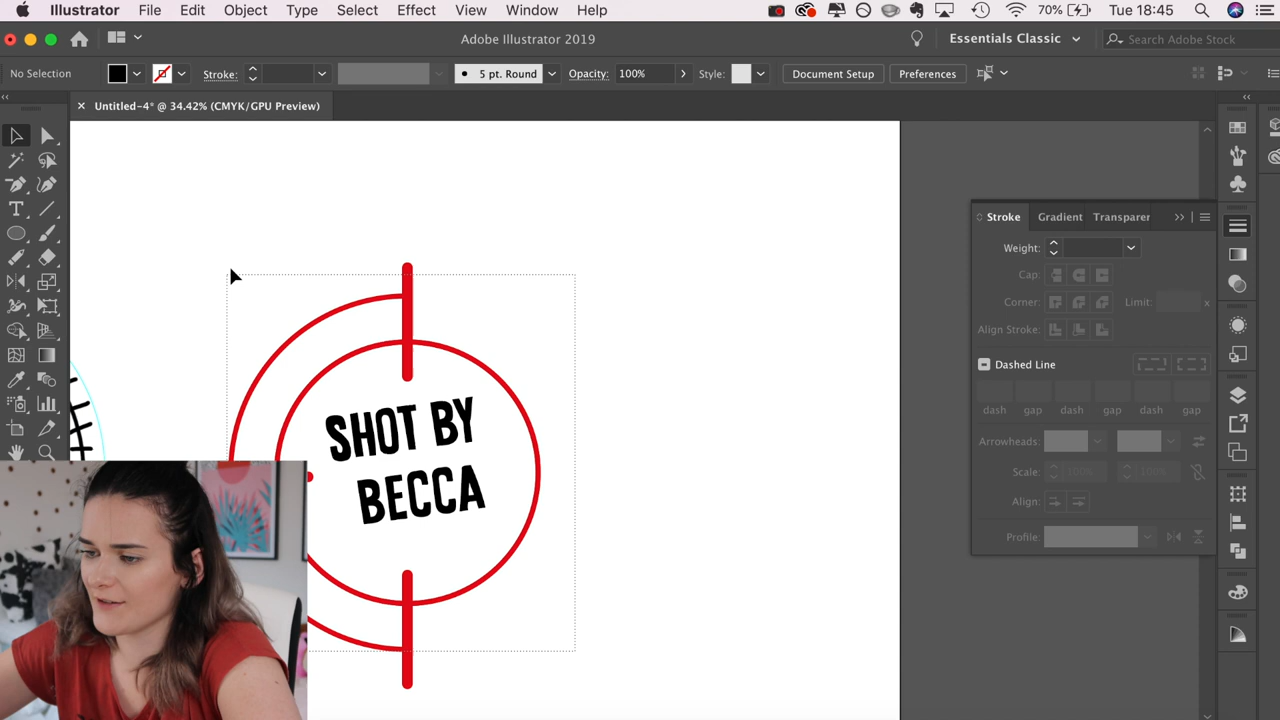 Illustrator File Edit Object Type Select Effect View Window Help 70% Tue 18:45
Adobe Illustrator 2019 Essentials Classic Search Adobe Stock
No Selection Stroke: 5 pt. Round Opacity: 100% Style: Document Setup Preferences
Untitled-4* @ 34.42% (CMYK/GPU Preview)
Stroke Gradient Transparer
Weight:
Cap:
Corner: Limit: x
Align Stroke:
Dashed Line
dash gap dash gap dash gap
Arrowheads:
Scale: 100% 100%
Align:
Profile:
SHOT BY
BECCA